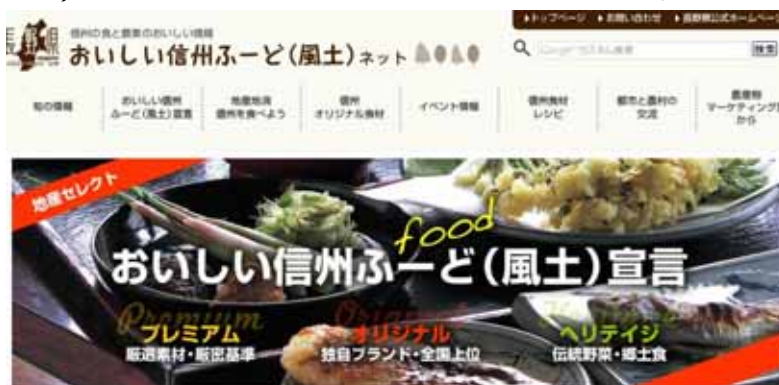 ▶トップページ ▶お問い合わせ ▶長野県公式ホームページ
長野県
信州の食と農業のおいしい情報
おいしい信州ふーど(風土)ネット
検索
旬の情報
おいしい信州
ふーど(風土)宣言
地産地消
信州を食べよう
信州
オリジナル食材
イベント情報
信州食材
レシピ
都市と農村の
交流
農産物
マーケティング
から
地産セレクト
food
おいしい信州ふーど(風土)宣言
Premium
プレミアム
厳選素材・厳密基準
Original
オリジナル
独自ブランド・全国上位
Heritage
ヘリテイジ
伝統野菜・郷土食